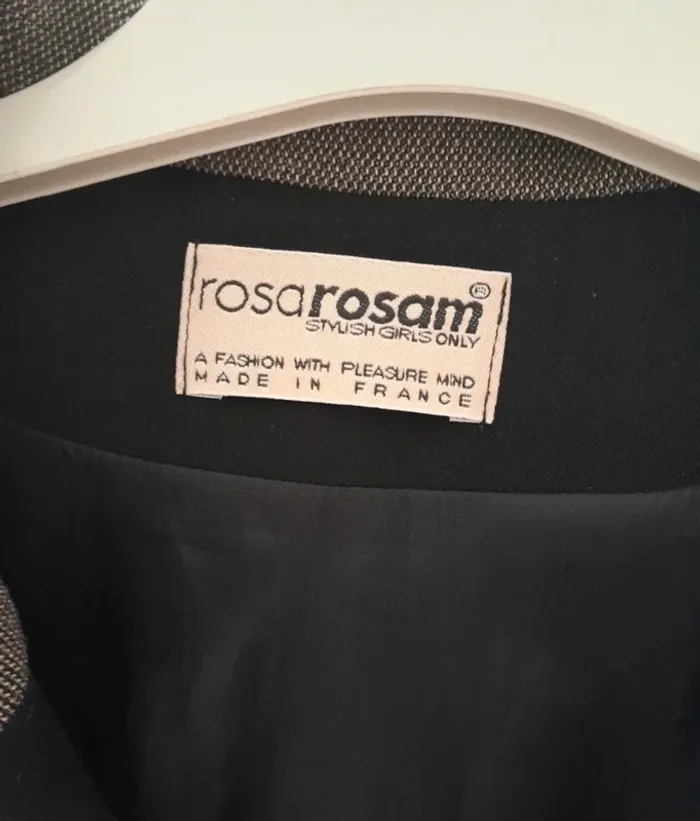 rosarosam®
STYLISH GIRLS ONLY
A FASHION WITH PLEASURE MIND
MADE IN FRANCE